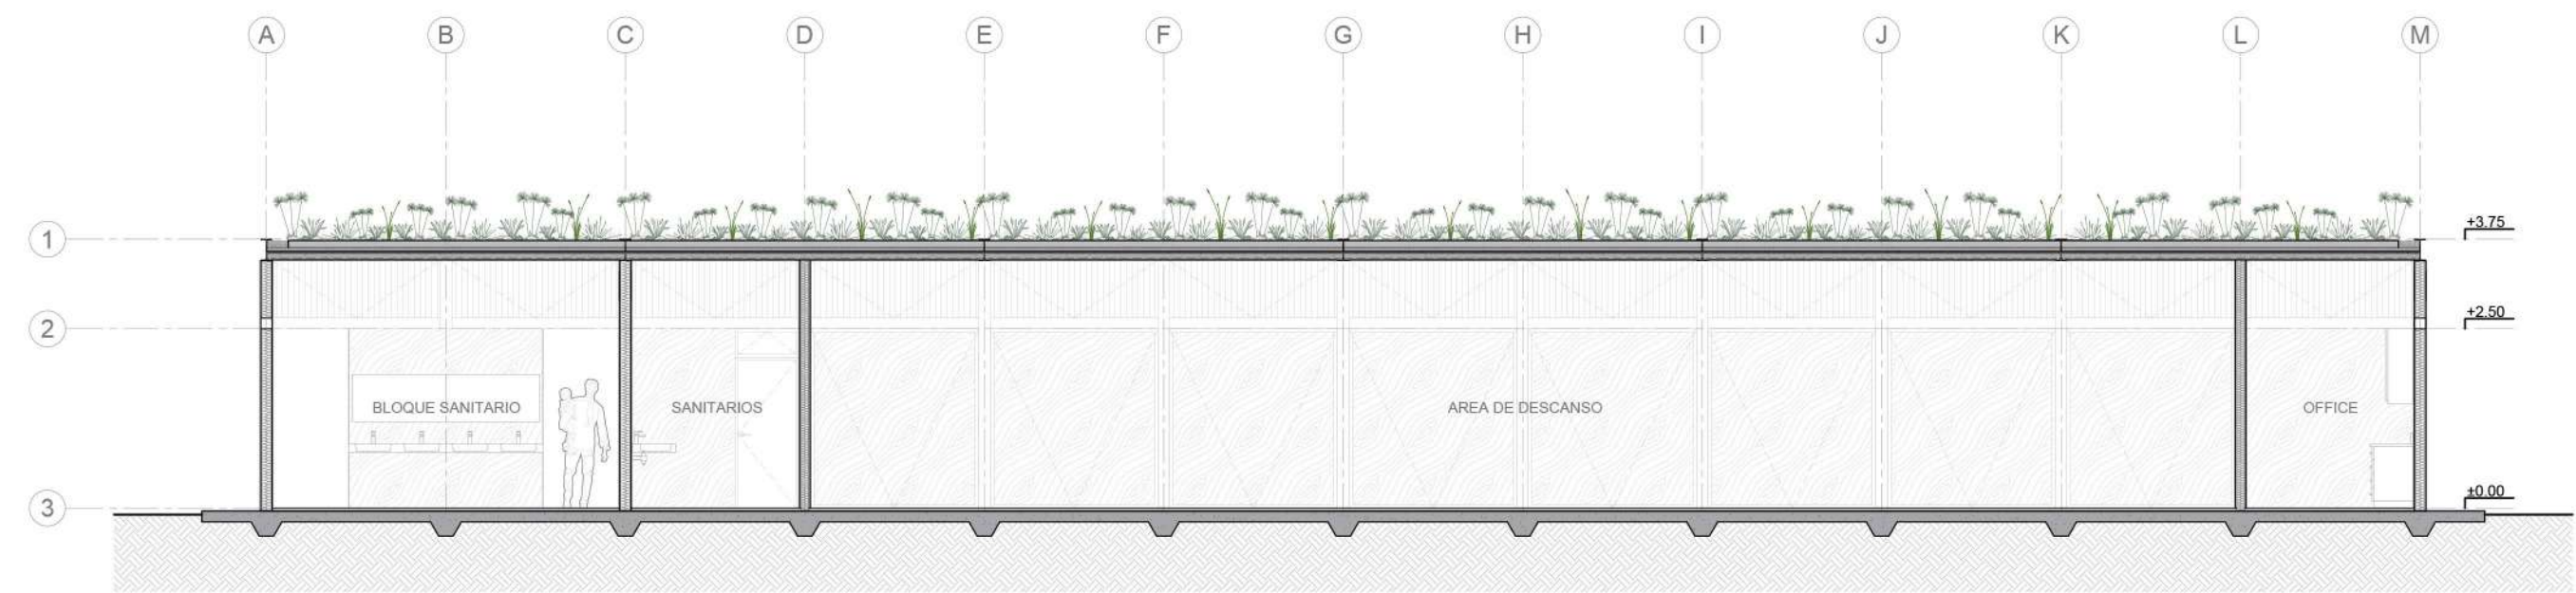 A B C D E F G H I J K L M
1
+3.75
2
+2.50
BLOQUE SANITARIO
SANITARIOS
AREA DE DESCANSO
OFFICE
3
±0.00